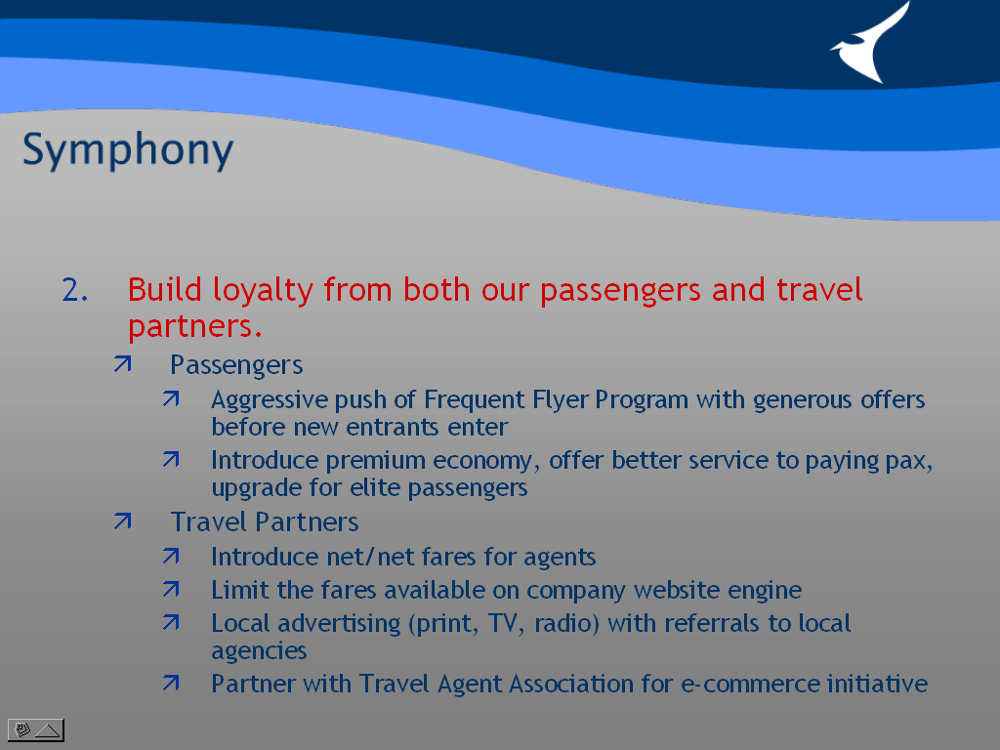 Symphony
2. Build loyalty from both our passengers and travel
partners.
Passengers
Aggressive push of Frequent Flyer Program with generous offers
before new entrants enter
Introduce premium economy, offer better service to paying pax,
upgrade for elite passengers
Travel Partners
Introduce net/net fares for agents
Limit the fares available on company website engine
Local advertising (print, TV, radio) with referrals to local
agencies
Partner with Travel Agent Association for e-commerce initiative